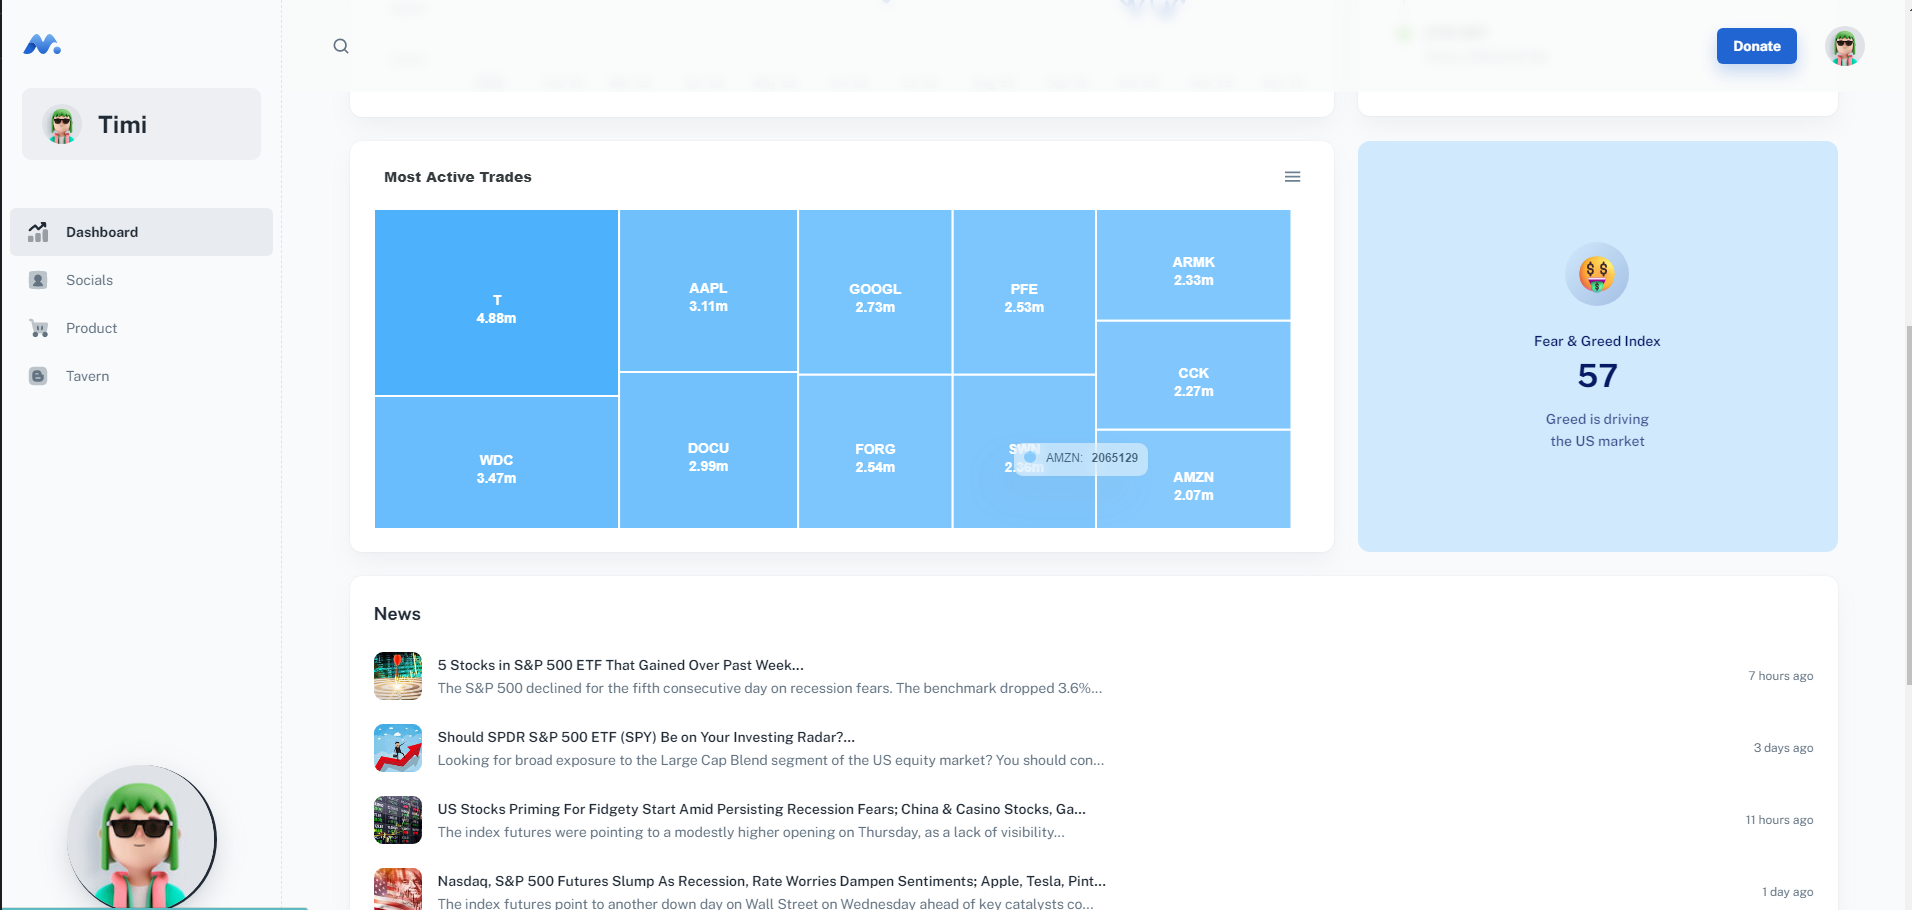 Donate
Timi
Dashboard
Socials
Product
Tavern
Most Active Trades
T
4.88m
WDC
3.47m
AAPL
3.11m
DOCU
2.99m
GOOGL
2.73m
FORG
2.54m
PFE
2.53m
SWN
2.36m
ARMK
2.33m
CCK
2.27m
AMZN
2.07m
AMZN: 2065129
Fear & Greed Index
57
Greed is driving
the US market
News
5 Stocks in S&P 500 ETF That Gained Over Past Week...
The S&P 500 declined for the fifth consecutive day on recession fears. The benchmark dropped 3.6%...
7 hours ago
Should SPDR S&P 500 ETF (SPY) Be on Your Investing Radar?...
Looking for broad exposure to the Large Cap Blend segment of the US equity market? You should con...
3 days ago
US Stocks Priming For Fidgety Start Amid Persisting Recession Fears; China & Casino Stocks, Ga...
The index futures were pointing to a modestly higher opening on Thursday, as a lack of visibility...
11 hours ago
Nasdaq, S&P 500 Futures Slump As Recession, Rate Worries Dampen Sentiments; Apple, Tesla, Pint...
The index futures point to another down day on Wall Street on Wednesday ahead of key catalysts co...
1 day ago